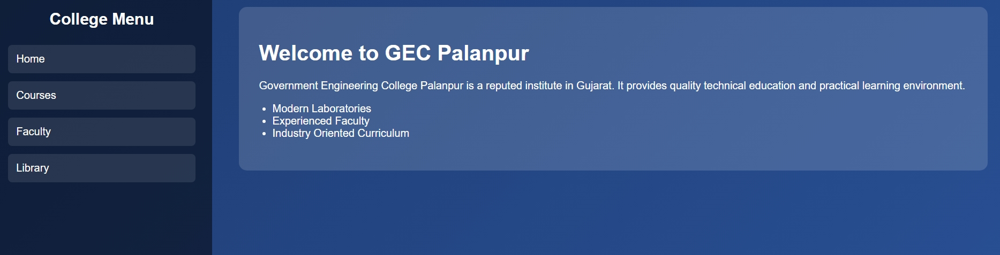 College Menu
Home
Courses
Faculty
Library
Welcome to GEC Palanpur
Government Engineering College Palanpur is a reputed institute in Gujarat. It provides quality technical education and practical learning environment.
• Modern Laboratories
• Experienced Faculty
• Industry Oriented Curriculum